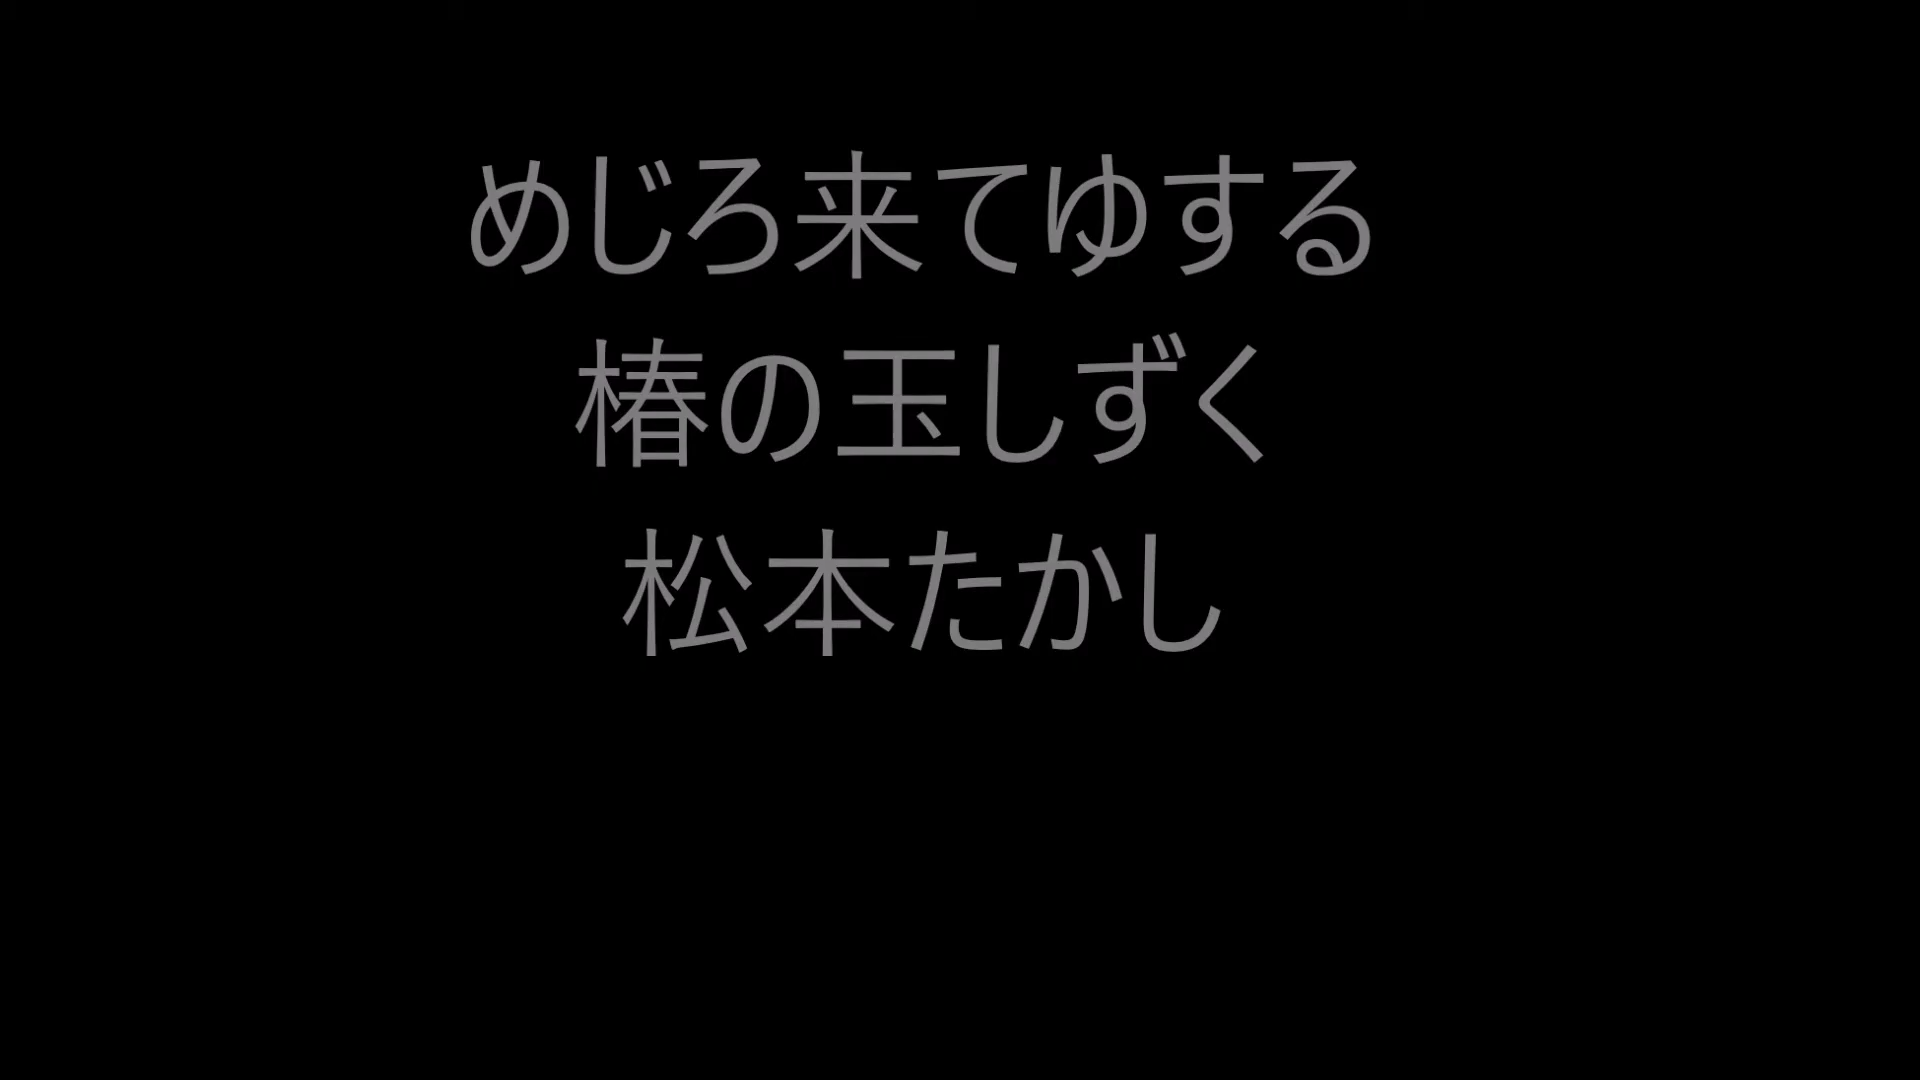 めじろ来てゆする
椿の玉しずく
松本たかし